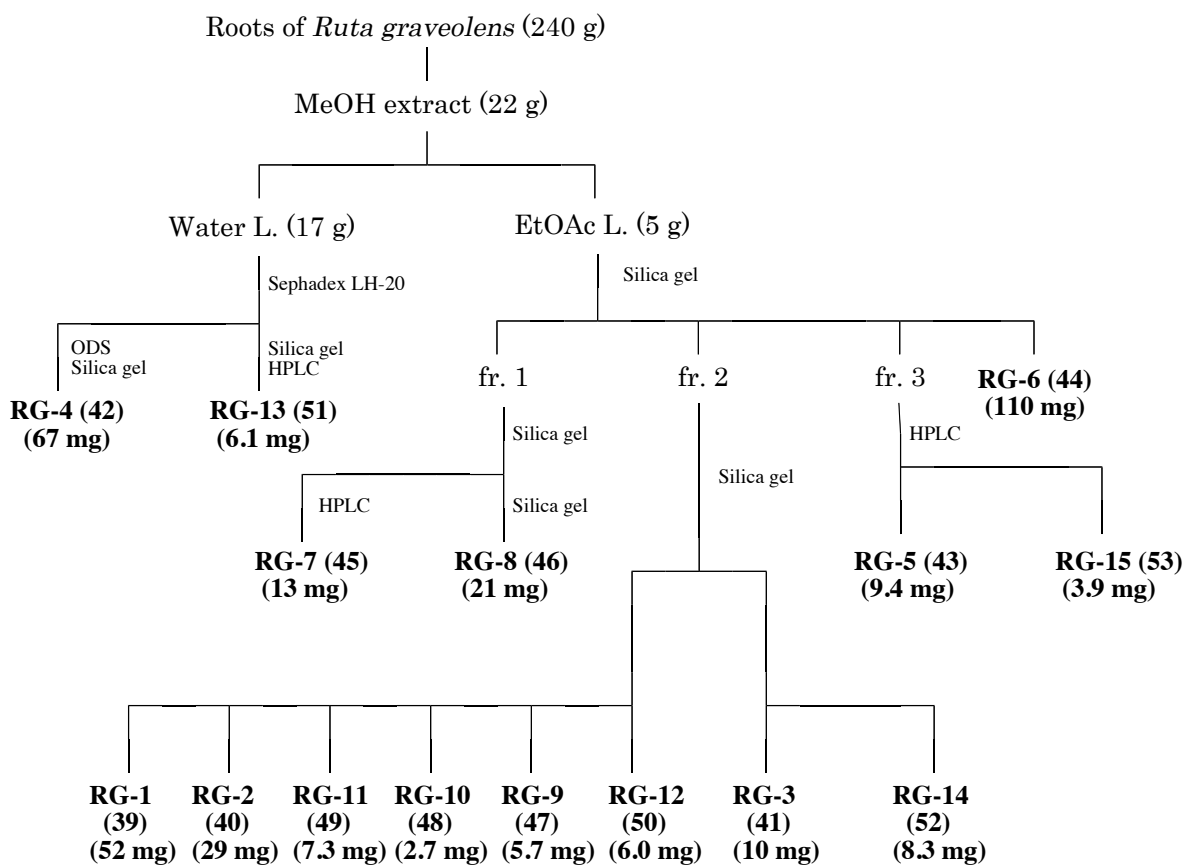 Roots of Ruta graveolens (240 g)
MeOH extract (22 g)
Water L. (17 g)
EtOAc L. (5 g)
Sephadex LH-20
Silica gel
ODS
Silica gel
Silica gel
HPLC
RG-4 (42)
(67 mg)
RG-13 (51)
(6.1 mg)
fr. 1
fr. 2
fr. 3
RG-6 (44)
(110 mg)
Silica gel
HPLC
Silica gel
HPLC
Silica gel
RG-7 (45)
(13 mg)
RG-8 (46)
(21 mg)
RG-5 (43)
(9.4 mg)
RG-15 (53)
(3.9 mg)
RG-1
(39)
(52 mg)
RG-2
(40)
(29 mg)
RG-11
(49)
(7.3 mg)
RG-10
(48)
(2.7 mg)
RG-9
(47)
(5.7 mg)
RG-12
(50)
(6.0 mg)
RG-3
(41)
(10 mg)
RG-14
(52)
(8.3 mg)